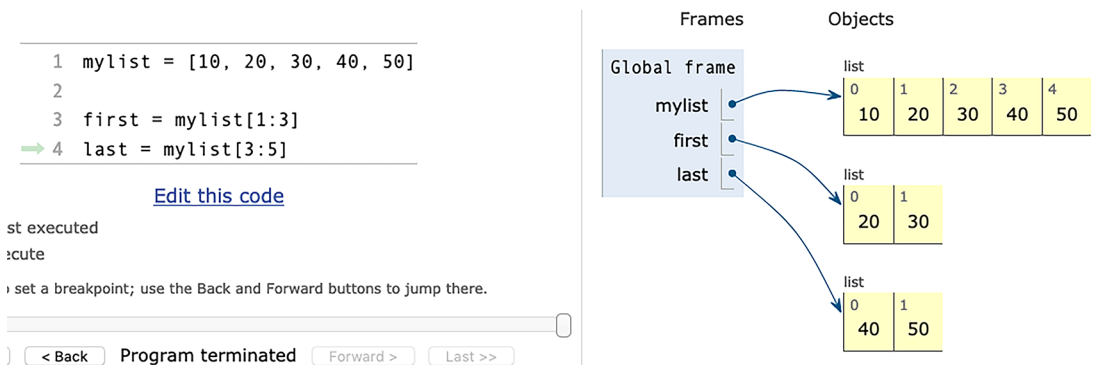 1 mylist = [10, 20, 30, 40, 50]
2
3 first = mylist[1:3]
4 last = mylist[3:5]
Edit this code
st executed
ecute
set a breakpoint; use the Back and Forward buttons to jump there.
< Back Program terminated Forward > Last >>
Frames Objects
Global frame
mylist
first
last
list
0 1 2 3 4
10 20 30 40 50
list
0 1
20 30
list
0 1
40 50